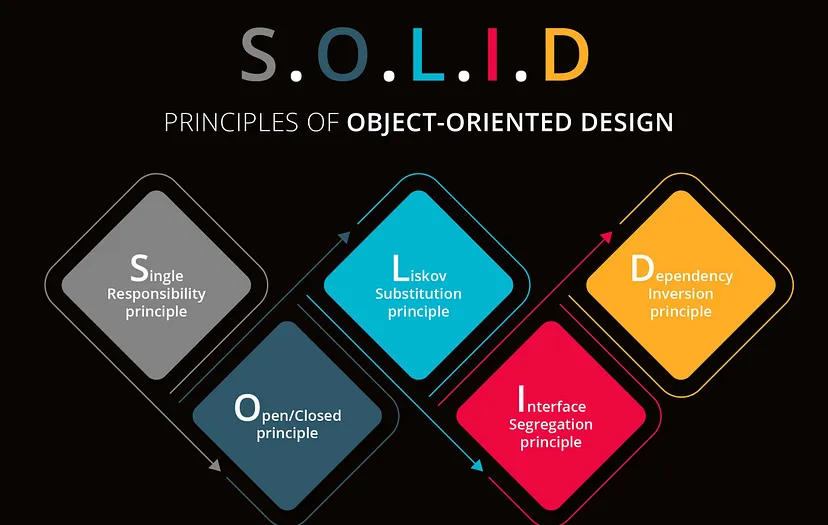 S.O.L.I.D
PRINCIPLES OF OBJECT-ORIENTED DESIGN
Single
Responsibility
principle
Open/Closed
principle
Liskov
Substitution
principle
Interface
Segregation
principle
Dependency
Inversion
principle